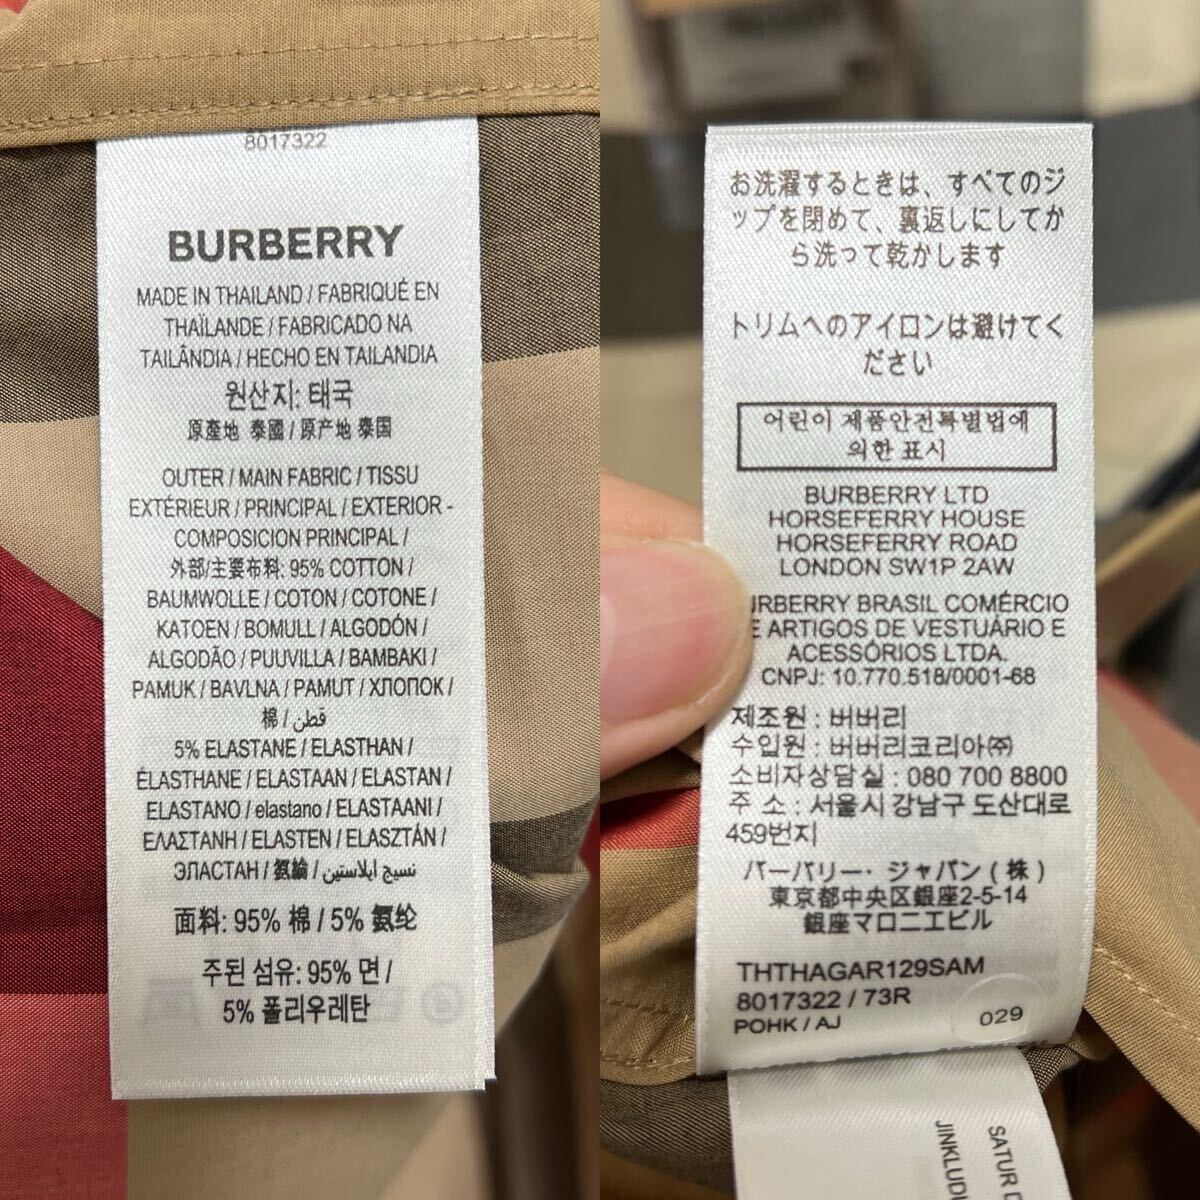 8017322
BURBERRY
MADE IN THAILAND / FABRIQUÉ EN
THAÏLANDE / FABRICADO NA
TAILÂNDIA / HECHO EN TAILANDIA
원산지: 태국
原產地 泰國 / 原产地 泰国
OUTER / MAIN FABRIC / TISSU
EXTÉRIEUR / PRINCIPAL / EXTERIOR -
COMPOSICION PRINCIPAL /
外部/主要布料: 95% COTTON /
BAUMWOLLE / COTON / COTONE /
KATOEN / BOMULL / ALGODÓN /
ALGODÃO / PUUVILLA / BAMBAKI /
PAMUK / BAVLNA / PAMUT / ХЛОПОК /
棉 / قطن
5% ELASTANE / ELASTHAN /
ÉLASTHANE / ELASTAAN / ELASTAN /
ELASTANO / elastano / ELASTAANI /
ΕΛΑΣΤΑΝΗ / ELASTEN / ELASZTÁN /
ЭЛАСТАН / 氨綸 / نسيج ايلاستين
面料: 95% 棉 / 5% 氨纶
주된 섬유: 95% 면 /
5% 폴리우레탄
お洗濯するときは、すべてのジ
ップを閉めて、裏返しにしてか
ら洗って乾かします
トリムへのアイロンは避けてく
ださい
어린이 제품안전특별법에
의한 표시
BURBERRY LTD
HORSEFERRY HOUSE
HORSEFERRY ROAD
LONDON SW1P 2AW
URBERRY BRASIL COMÉRCIO
E ARTIGOS DE VESTUÁRIO E
ACESSÓRIOS LTDA.
CNPJ: 10.770.518/0001-68
제조원 : 버버리
수입원 : 버버리코리아㈜
소비자상담실 : 080 700 8800
주 소 : 서울시 강남구 도산대로
459번지
バーバリー・ジャパン ( 株 )
東京都中央区銀座2-5-14
銀座マロニエビル
THTHAGAR129SAM
8017322 / 73R
POHK / AJ
029
SATUR D
JINKLUDI